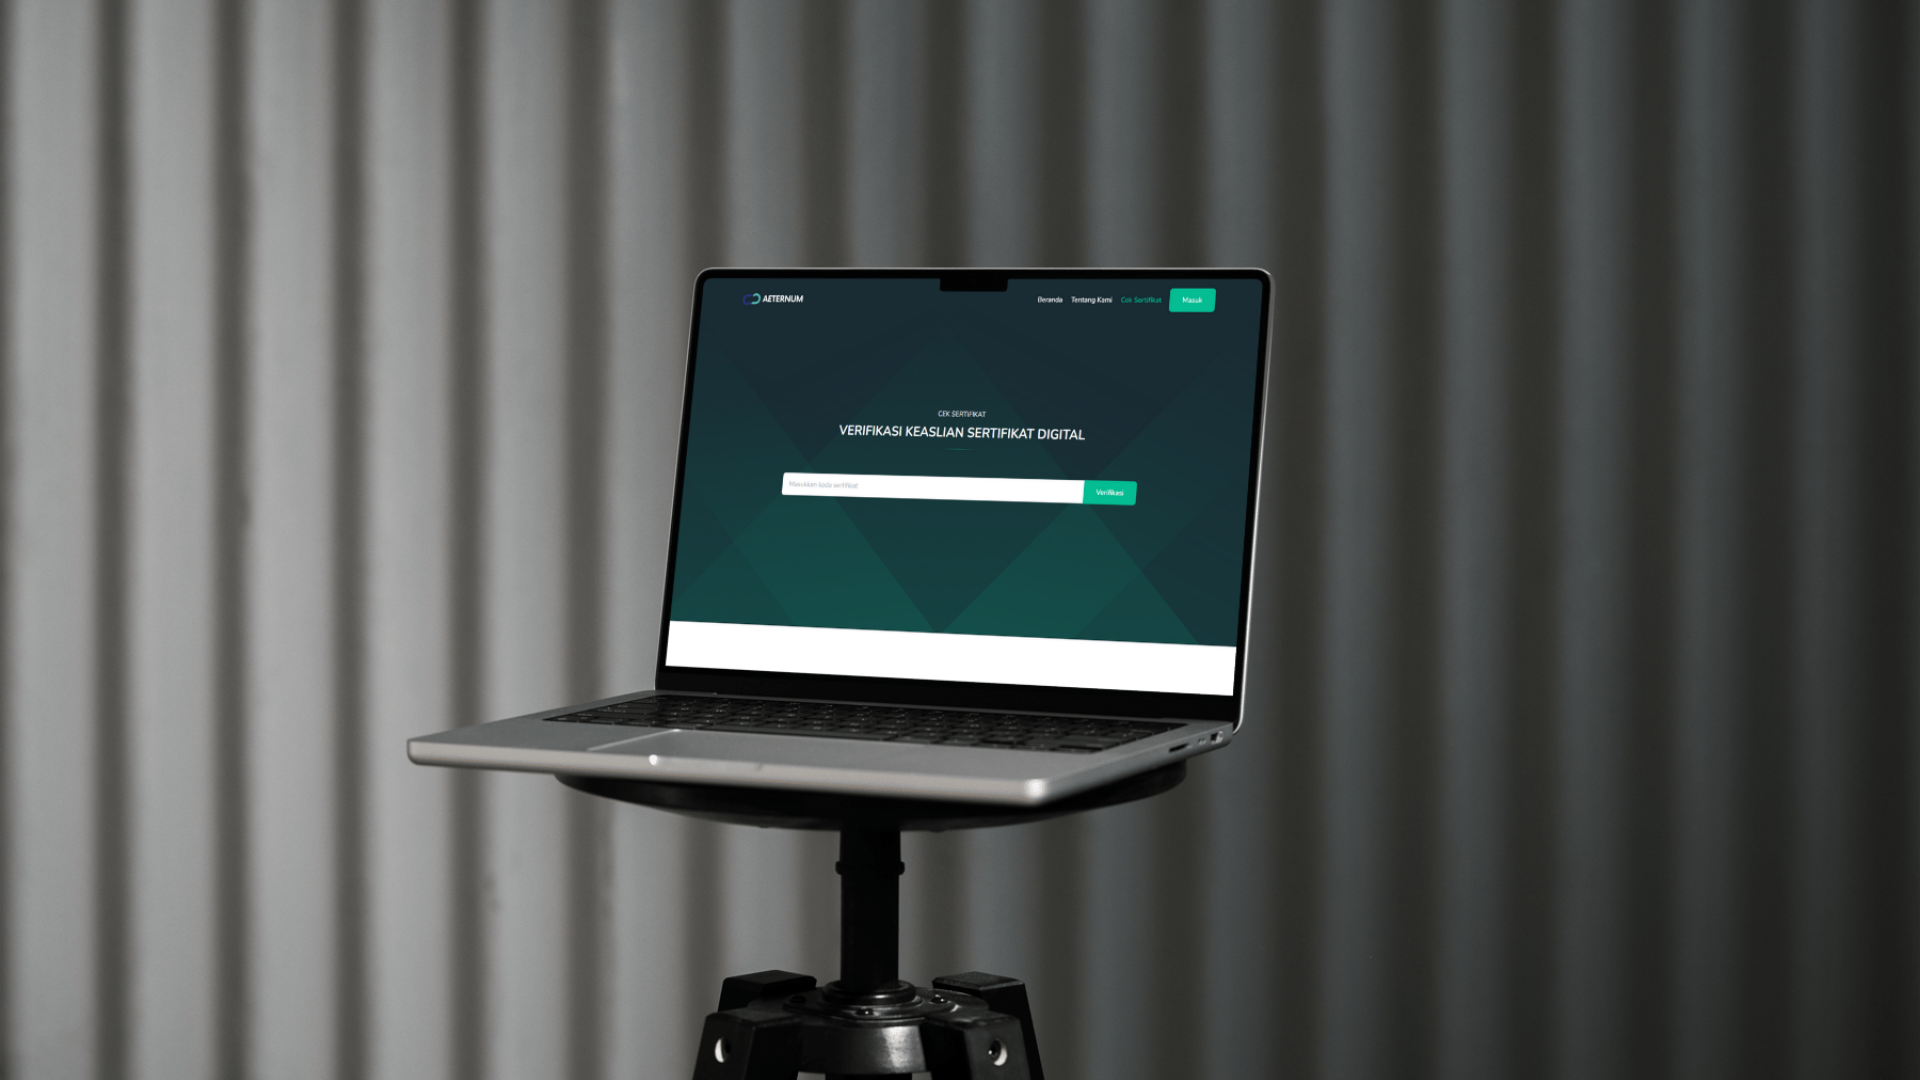 AETERNUM
Beranda Tentang Kami Cek Sertifikat Masuk
CEK SERTIFIKAT
VERIFIKASI KEASLIAN SERTIFIKAT DIGITAL
Masukkan kode sertifikat Verifikasi